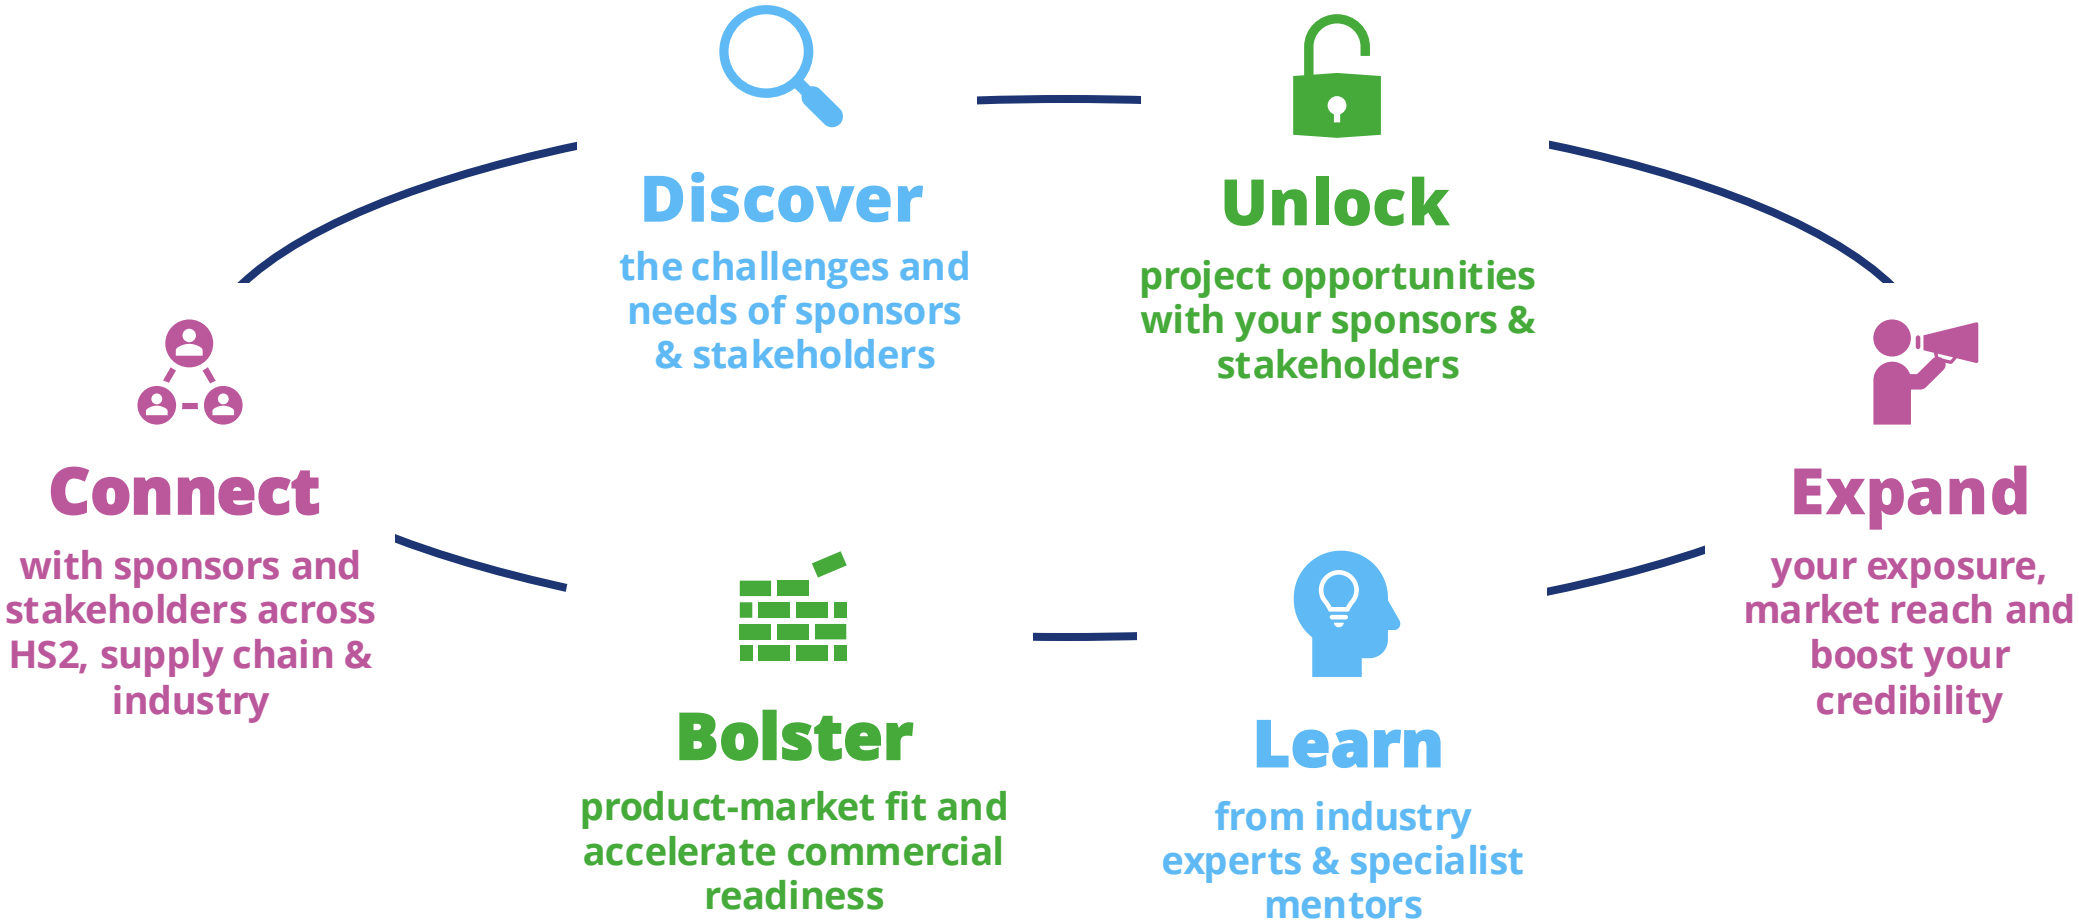 Discover
the challenges and
needs of sponsors
& stakeholders
Unlock
project opportunities
with your sponsors &
stakeholders
Connect
with sponsors and
stakeholders across
HS2, supply chain &
industry
Expand
your exposure,
market reach and
boost your
credibility
Bolster
product-market fit and
accelerate commercial
readiness
Learn
from industry
experts & specialist
mentors